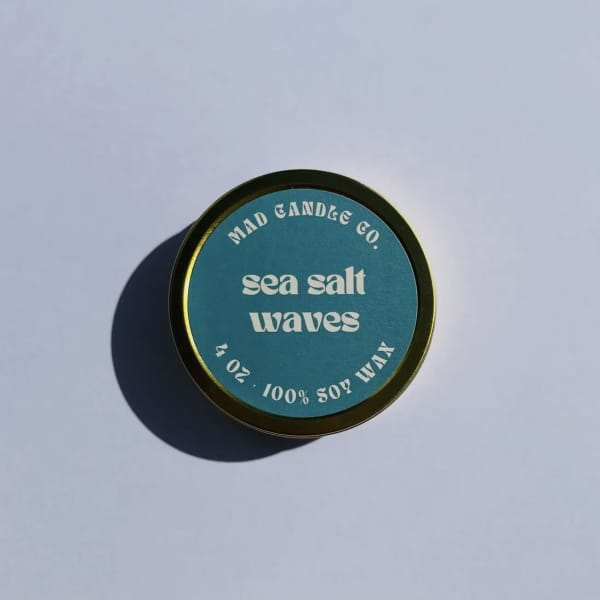 MAD CANDLE CO.
sea salt
waves
4 OZ · 100% SOY WAX